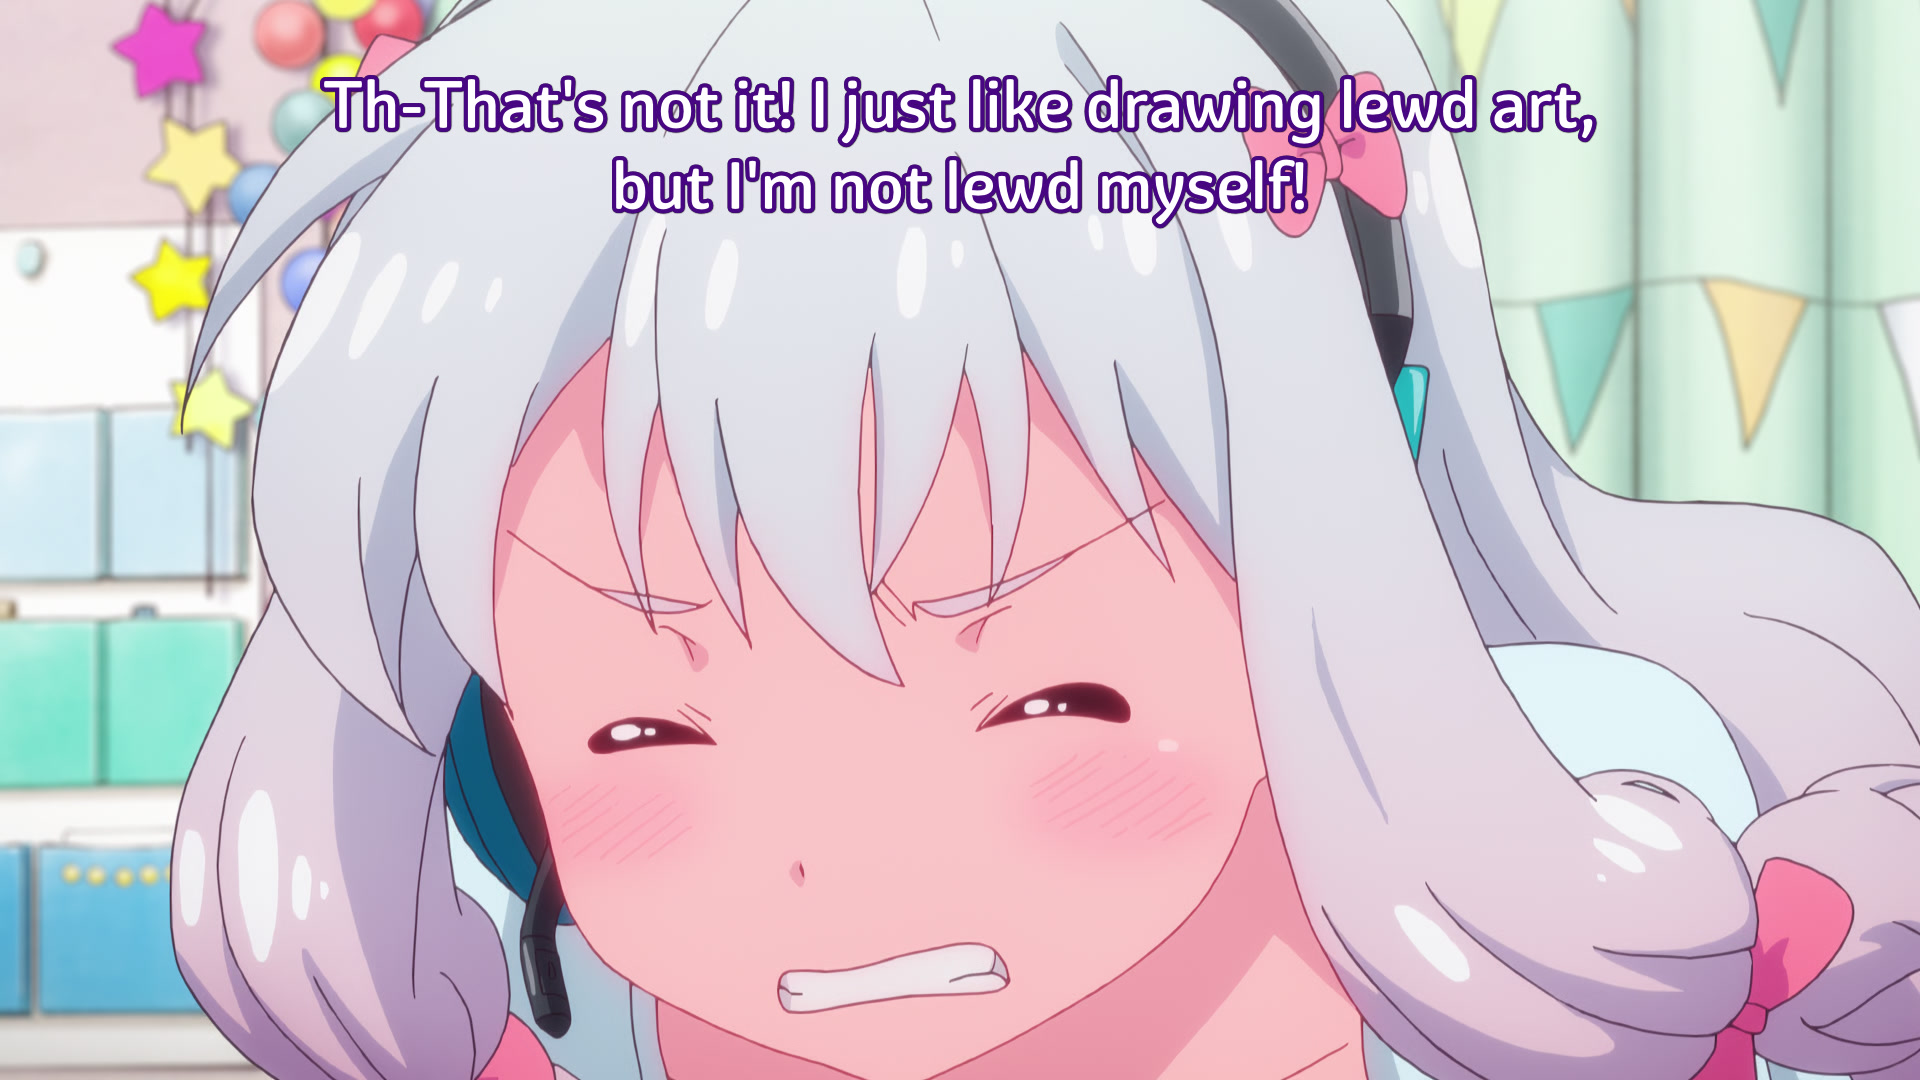 Th-That's not it! I just like drawing lewd art,
but I'm not lewd myself!